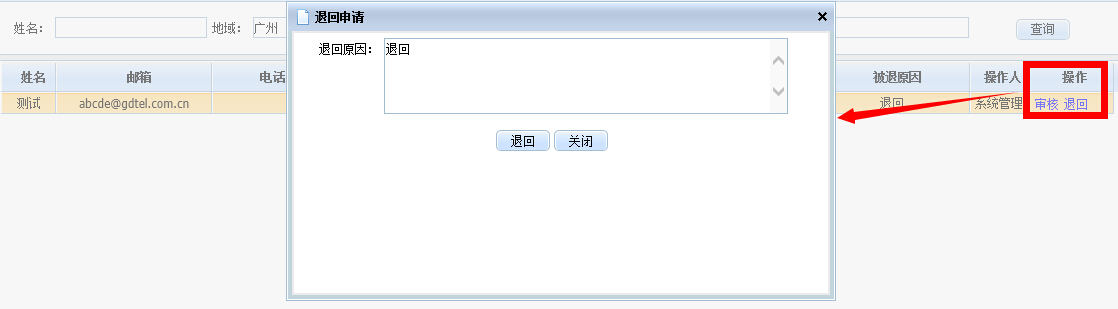 退回申请
姓名： 地域： 广州 查询
退回原因： 退回
姓名 邮箱 电话 被退原因 操作人 操作
测试 abcde@gdtel.com.cn 退回 系统管理 审核 退回
退回 关闭